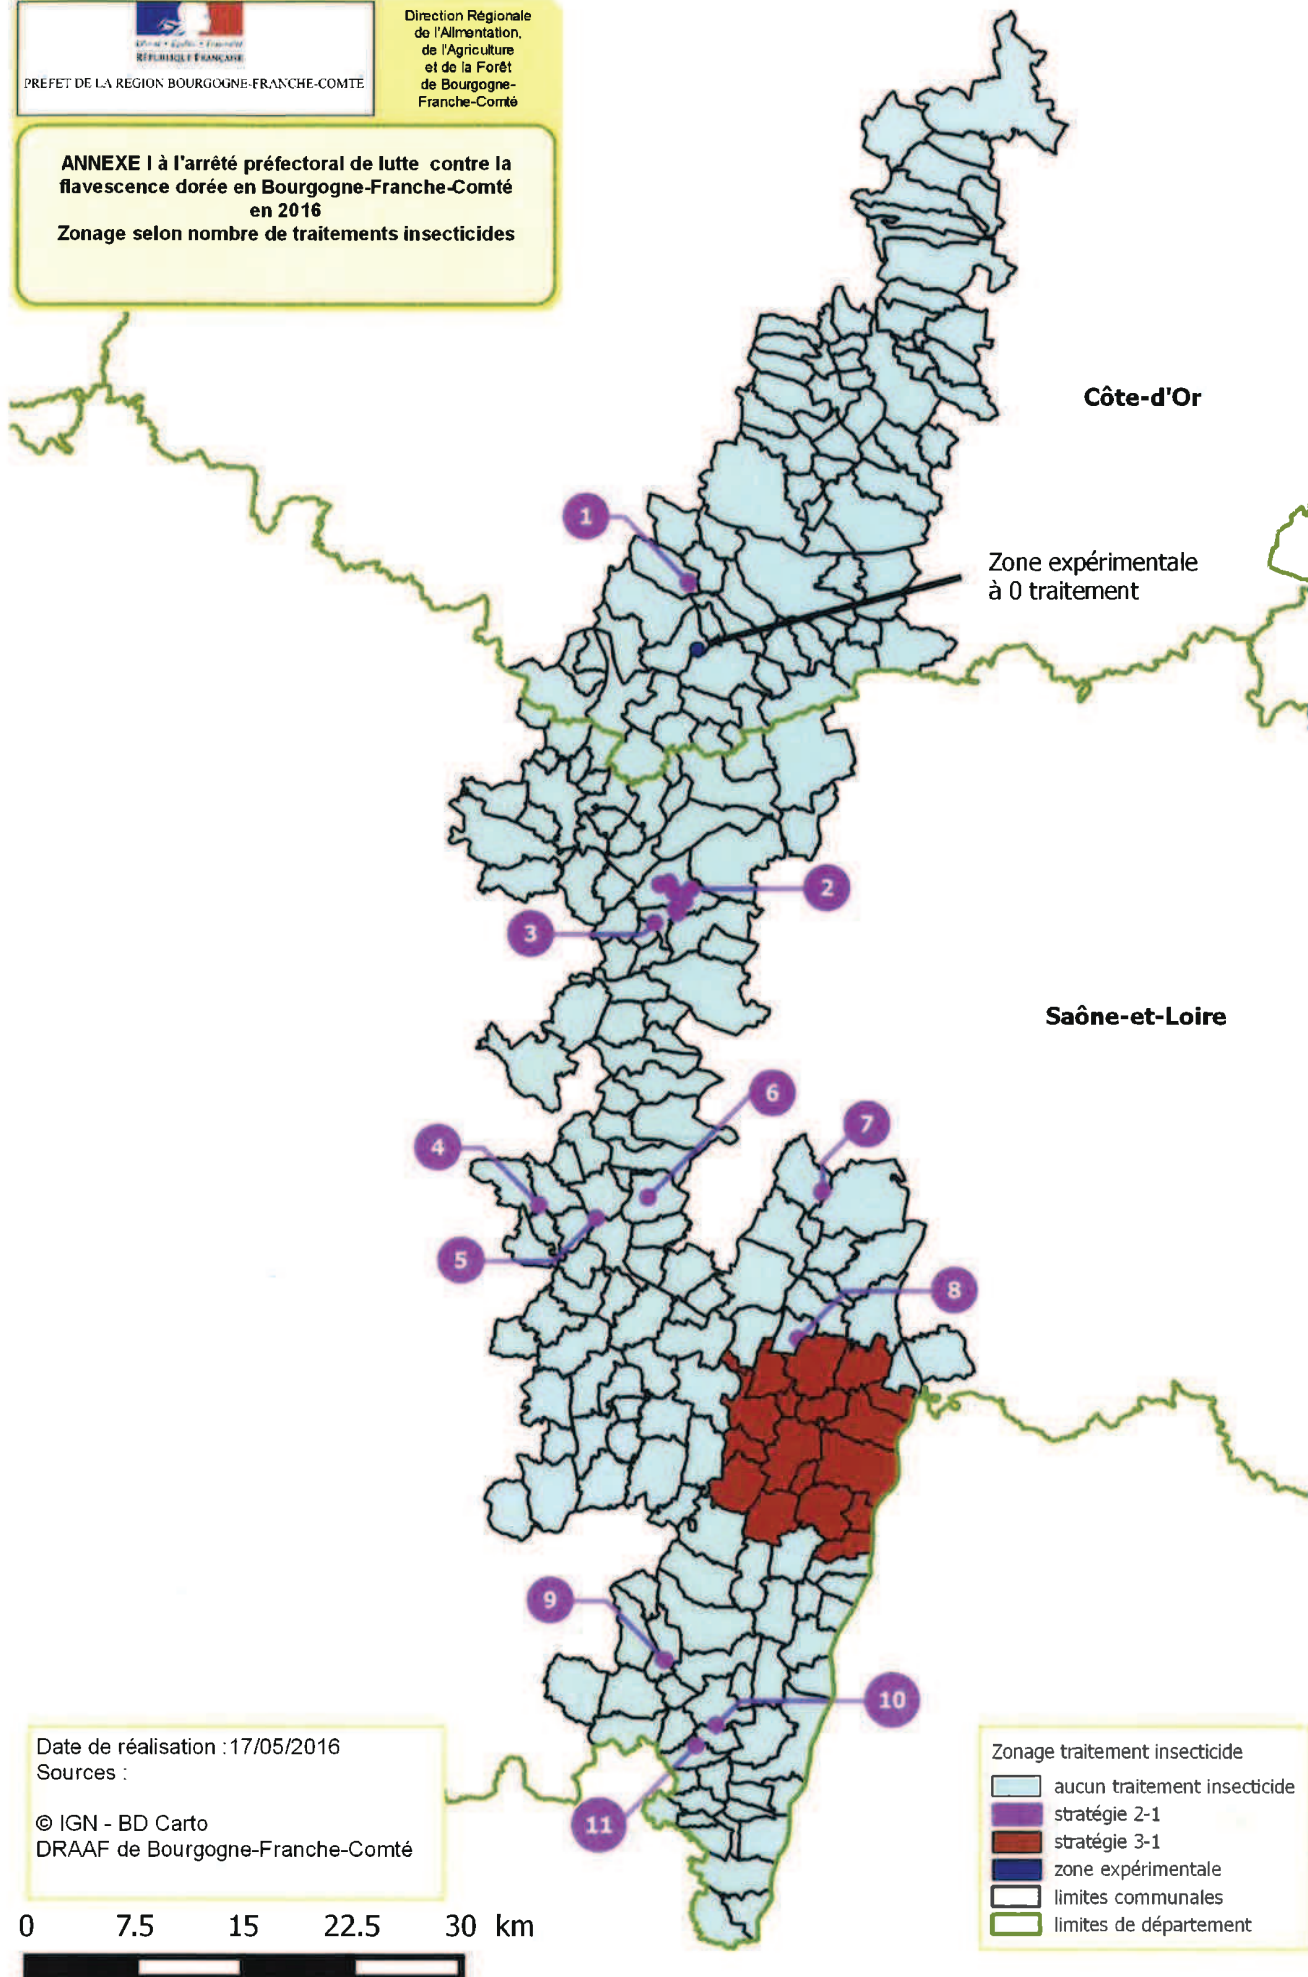 RÉPUBLIQUE FRANÇAISE
PRÉFET DE LA RÉGION BOURGOGNE-FRANCHE-COMTÉ
Direction Régionale
de l'Alimentation,
de l'Agriculture
et de la Forêt
de Bourgogne-
Franche-Comté
ANNEXE I à l'arrêté préfectoral de lutte contre la
flavescence dorée en Bourgogne-Franche-Comté
en 2016
Zonage selon nombre de traitements insecticides
Côte-d'Or
1
Zone expérimentale
à 0 traitement
2
3
Saône-et-Loire
6
7
4
5
8
9
10
11
Date de réalisation :17/05/2016
Sources :
© IGN - BD Carto
DRAAF de Bourgogne-Franche-Comté
0 7.5 15 22.5 30 km
Zonage traitement insecticide
aucun traitement insecticide
stratégie 2-1
stratégie 3-1
zone expérimentale
limites communales
limites de département